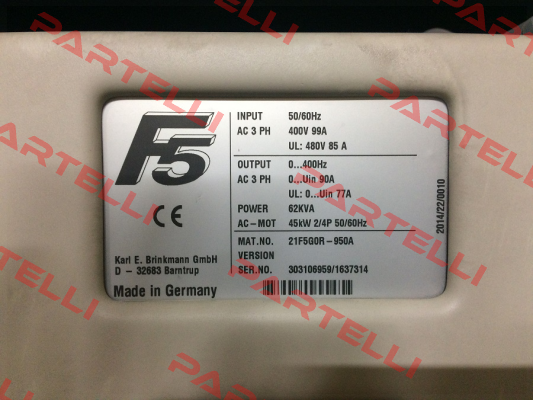 PARTELLI
F5
INPUT 50/60Hz
AC 3 PH 400V 99A
UL: 480V 85 A
OUTPUT 0...400Hz
AC 3 PH 0...Uin 90A
UL: 0...Uin 77A
POWER 62KVA
AC-MOT 45kW 2/4P 50/60Hz
MAT.NO. 21F5G0R-950A
VERSION
SER.NO. 303106959/1637314
2014/22/0010
CE
Karl E. Brinkmann GmbH
D - 32683 Barntrup
Made in Germany
PARTELLI
PARTELLI
PARTELLI
PARTELLI